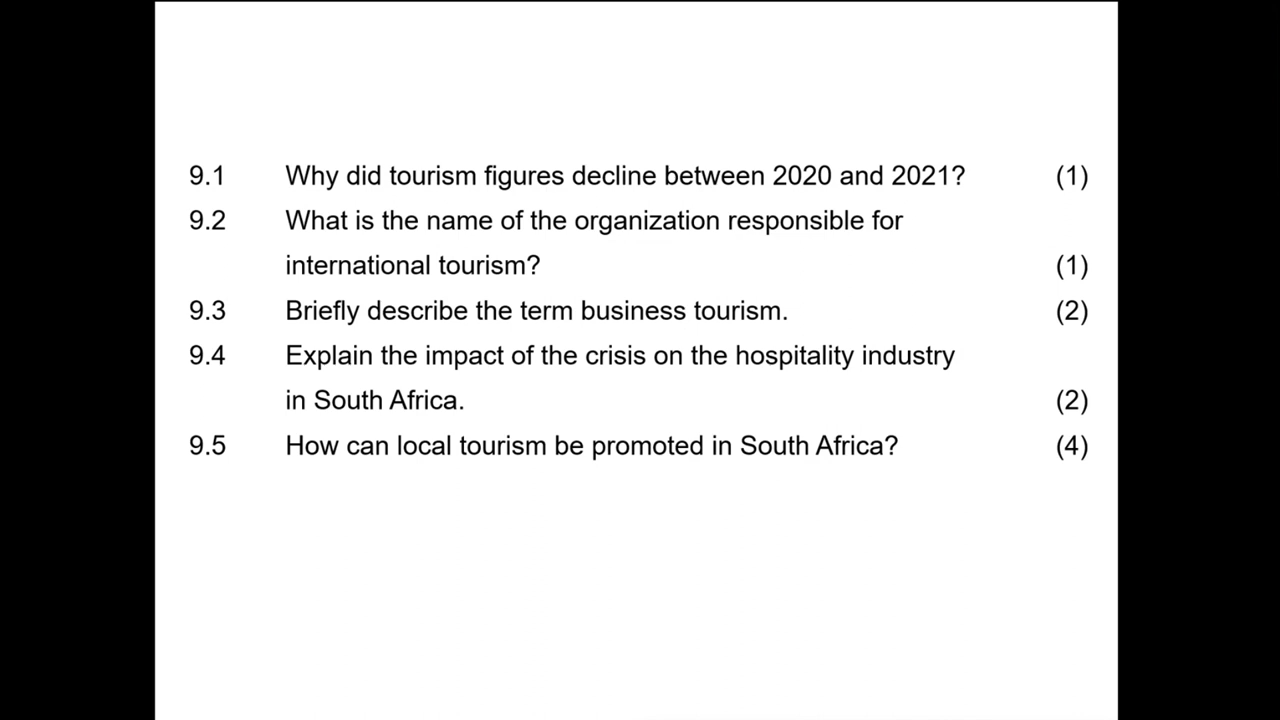 9.1 Why did tourism figures decline between 2020 and 2021? (1)
9.2 What is the name of the organization responsible for
international tourism? (1)
9.3 Briefly describe the term business tourism. (2)
9.4 Explain the impact of the crisis on the hospitality industry
in South Africa. (2)
9.5 How can local tourism be promoted in South Africa? (4)